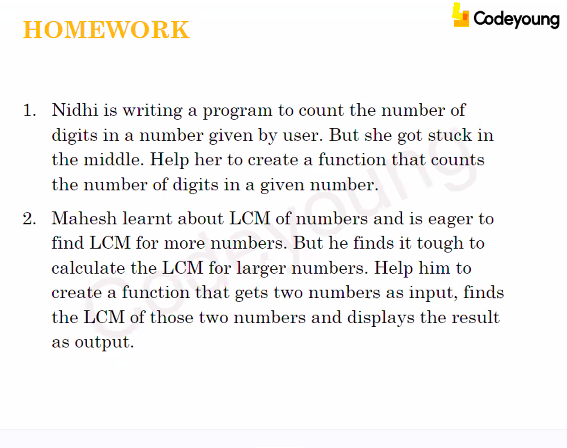 Codeyoung
HOMEWORK
1. Nidhi is writing a program to count the number of
digits in a number given by user. But she got stuck in
the middle. Help her to create a function that counts
the number of digits in a given number.
2. Mahesh learnt about LCM of numbers and is eager to
find LCM for more numbers. But he finds it tough to
calculate the LCM for larger numbers. Help him to
create a function that gets two numbers as input, finds
the LCM of those two numbers and displays the result
as output.
Codeyoung